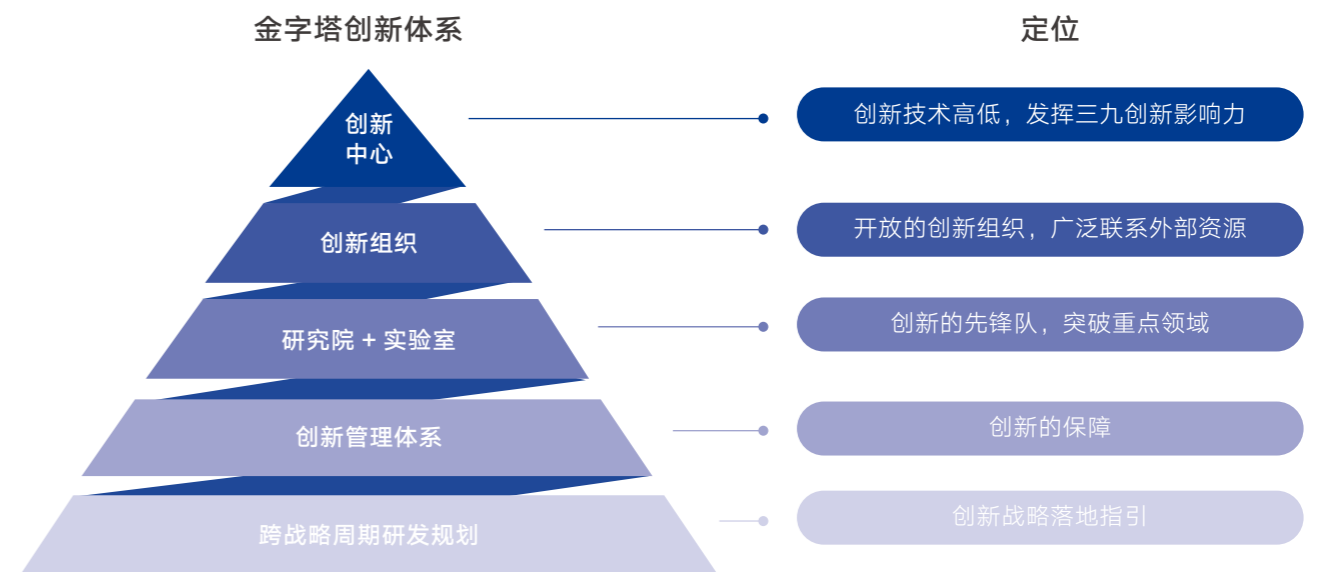 金字塔创新体系
定位
创新
中心
创新技术高低，发挥三九创新影响力
创新组织
开放的创新组织，广泛联系外部资源
研究院 + 实验室
创新的先锋队，突破重点领域
创新管理体系
创新的保障
跨战略周期研发规划
创新战略落地指引